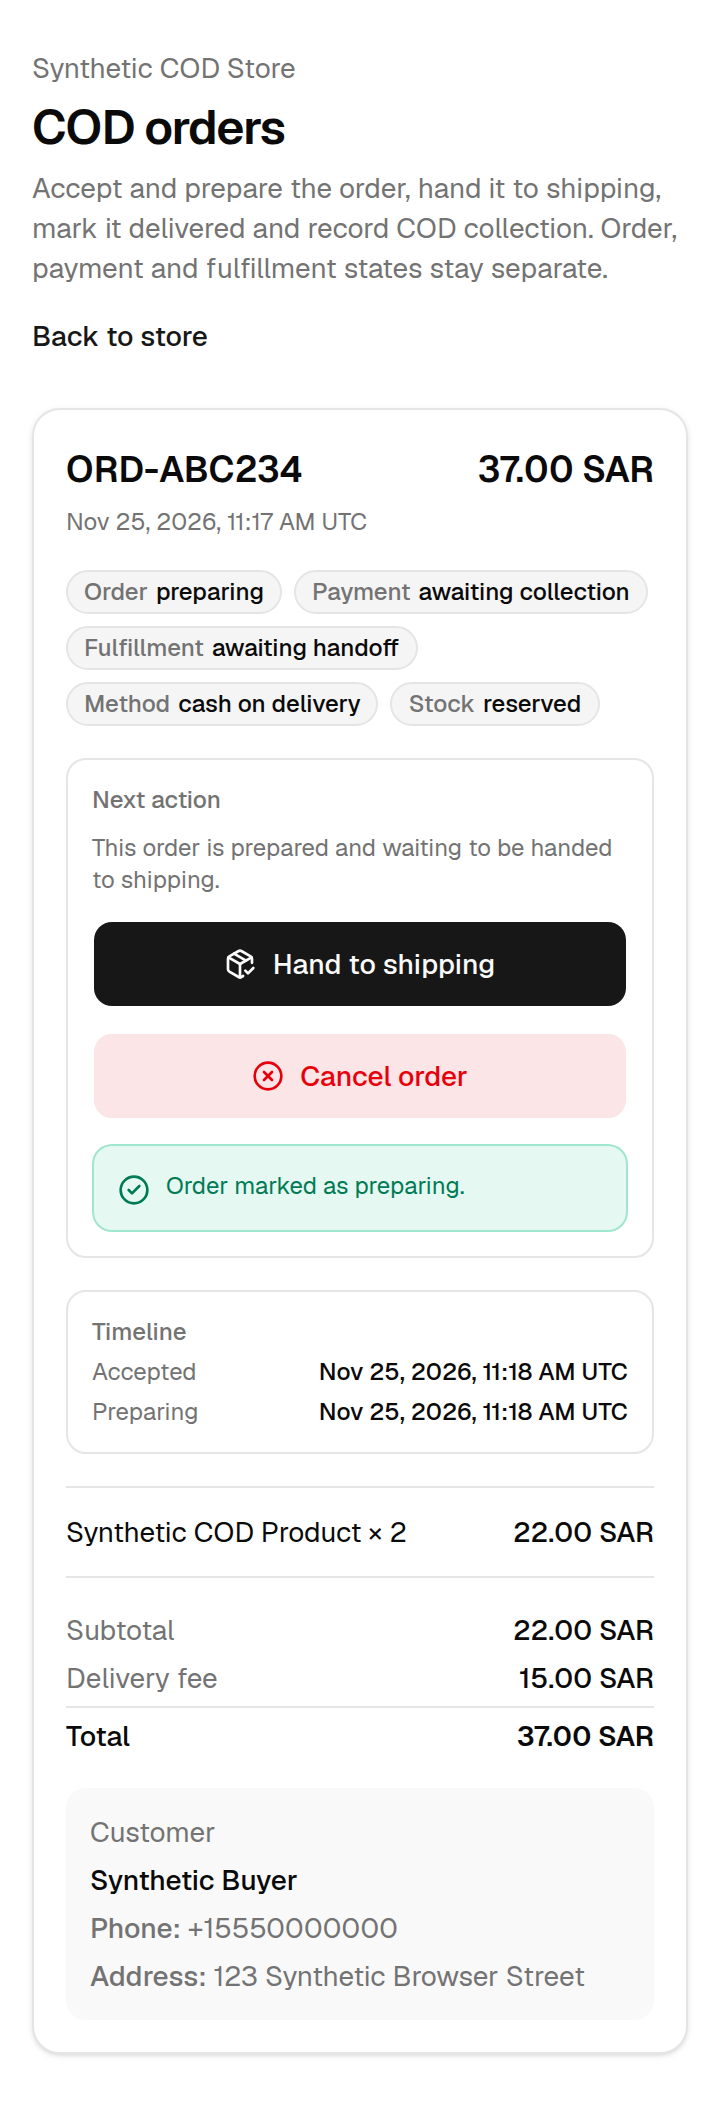 Synthetic COD Store
COD orders
Accept and prepare the order, hand it to shipping,
mark it delivered and record COD collection. Order,
payment and fulfillment states stay separate.
Back to store
ORD-ABC234 37.00 SAR
Nov 25, 2026, 11:17 AM UTC
Order preparing Payment awaiting collection
Fulfillment awaiting handoff
Method cash on delivery Stock reserved
Next action
This order is prepared and waiting to be handed
to shipping.
Hand to shipping
Cancel order
Order marked as preparing.
Timeline
Accepted Nov 25, 2026, 11:18 AM UTC
Preparing Nov 25, 2026, 11:18 AM UTC
Synthetic COD Product × 2 22.00 SAR
Subtotal 22.00 SAR
Delivery fee 15.00 SAR
Total 37.00 SAR
Customer
Synthetic Buyer
Phone: +15550000000
Address: 123 Synthetic Browser Street